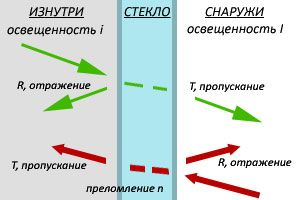 ИЗНУТРИ СТЕКЛО СНАРУЖИ
освещенность i освещенность I
R, отражение T, пропускание
T, пропускание R, отражение
преломление n